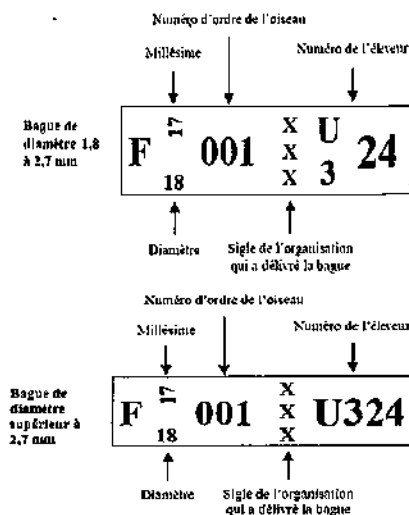 Numéro d'ordre de l'oiseau
Millésime
Numéro de l'éleveur
Bague de
diamètre 1,8
à 2,7 mm
F 17 18 001 X X X U 3 24
Diamètre
Sigle de l'organisation
qui a délivré la bague
Numéro d'ordre de l'oiseau
Millésime
Numéro de l'éleveur
Bague de
diamètre
supérieur à
2,7 mm
F 17 18 001 X X X U324
Diamètre
Sigle de l'organisation
qui a délivré la bague